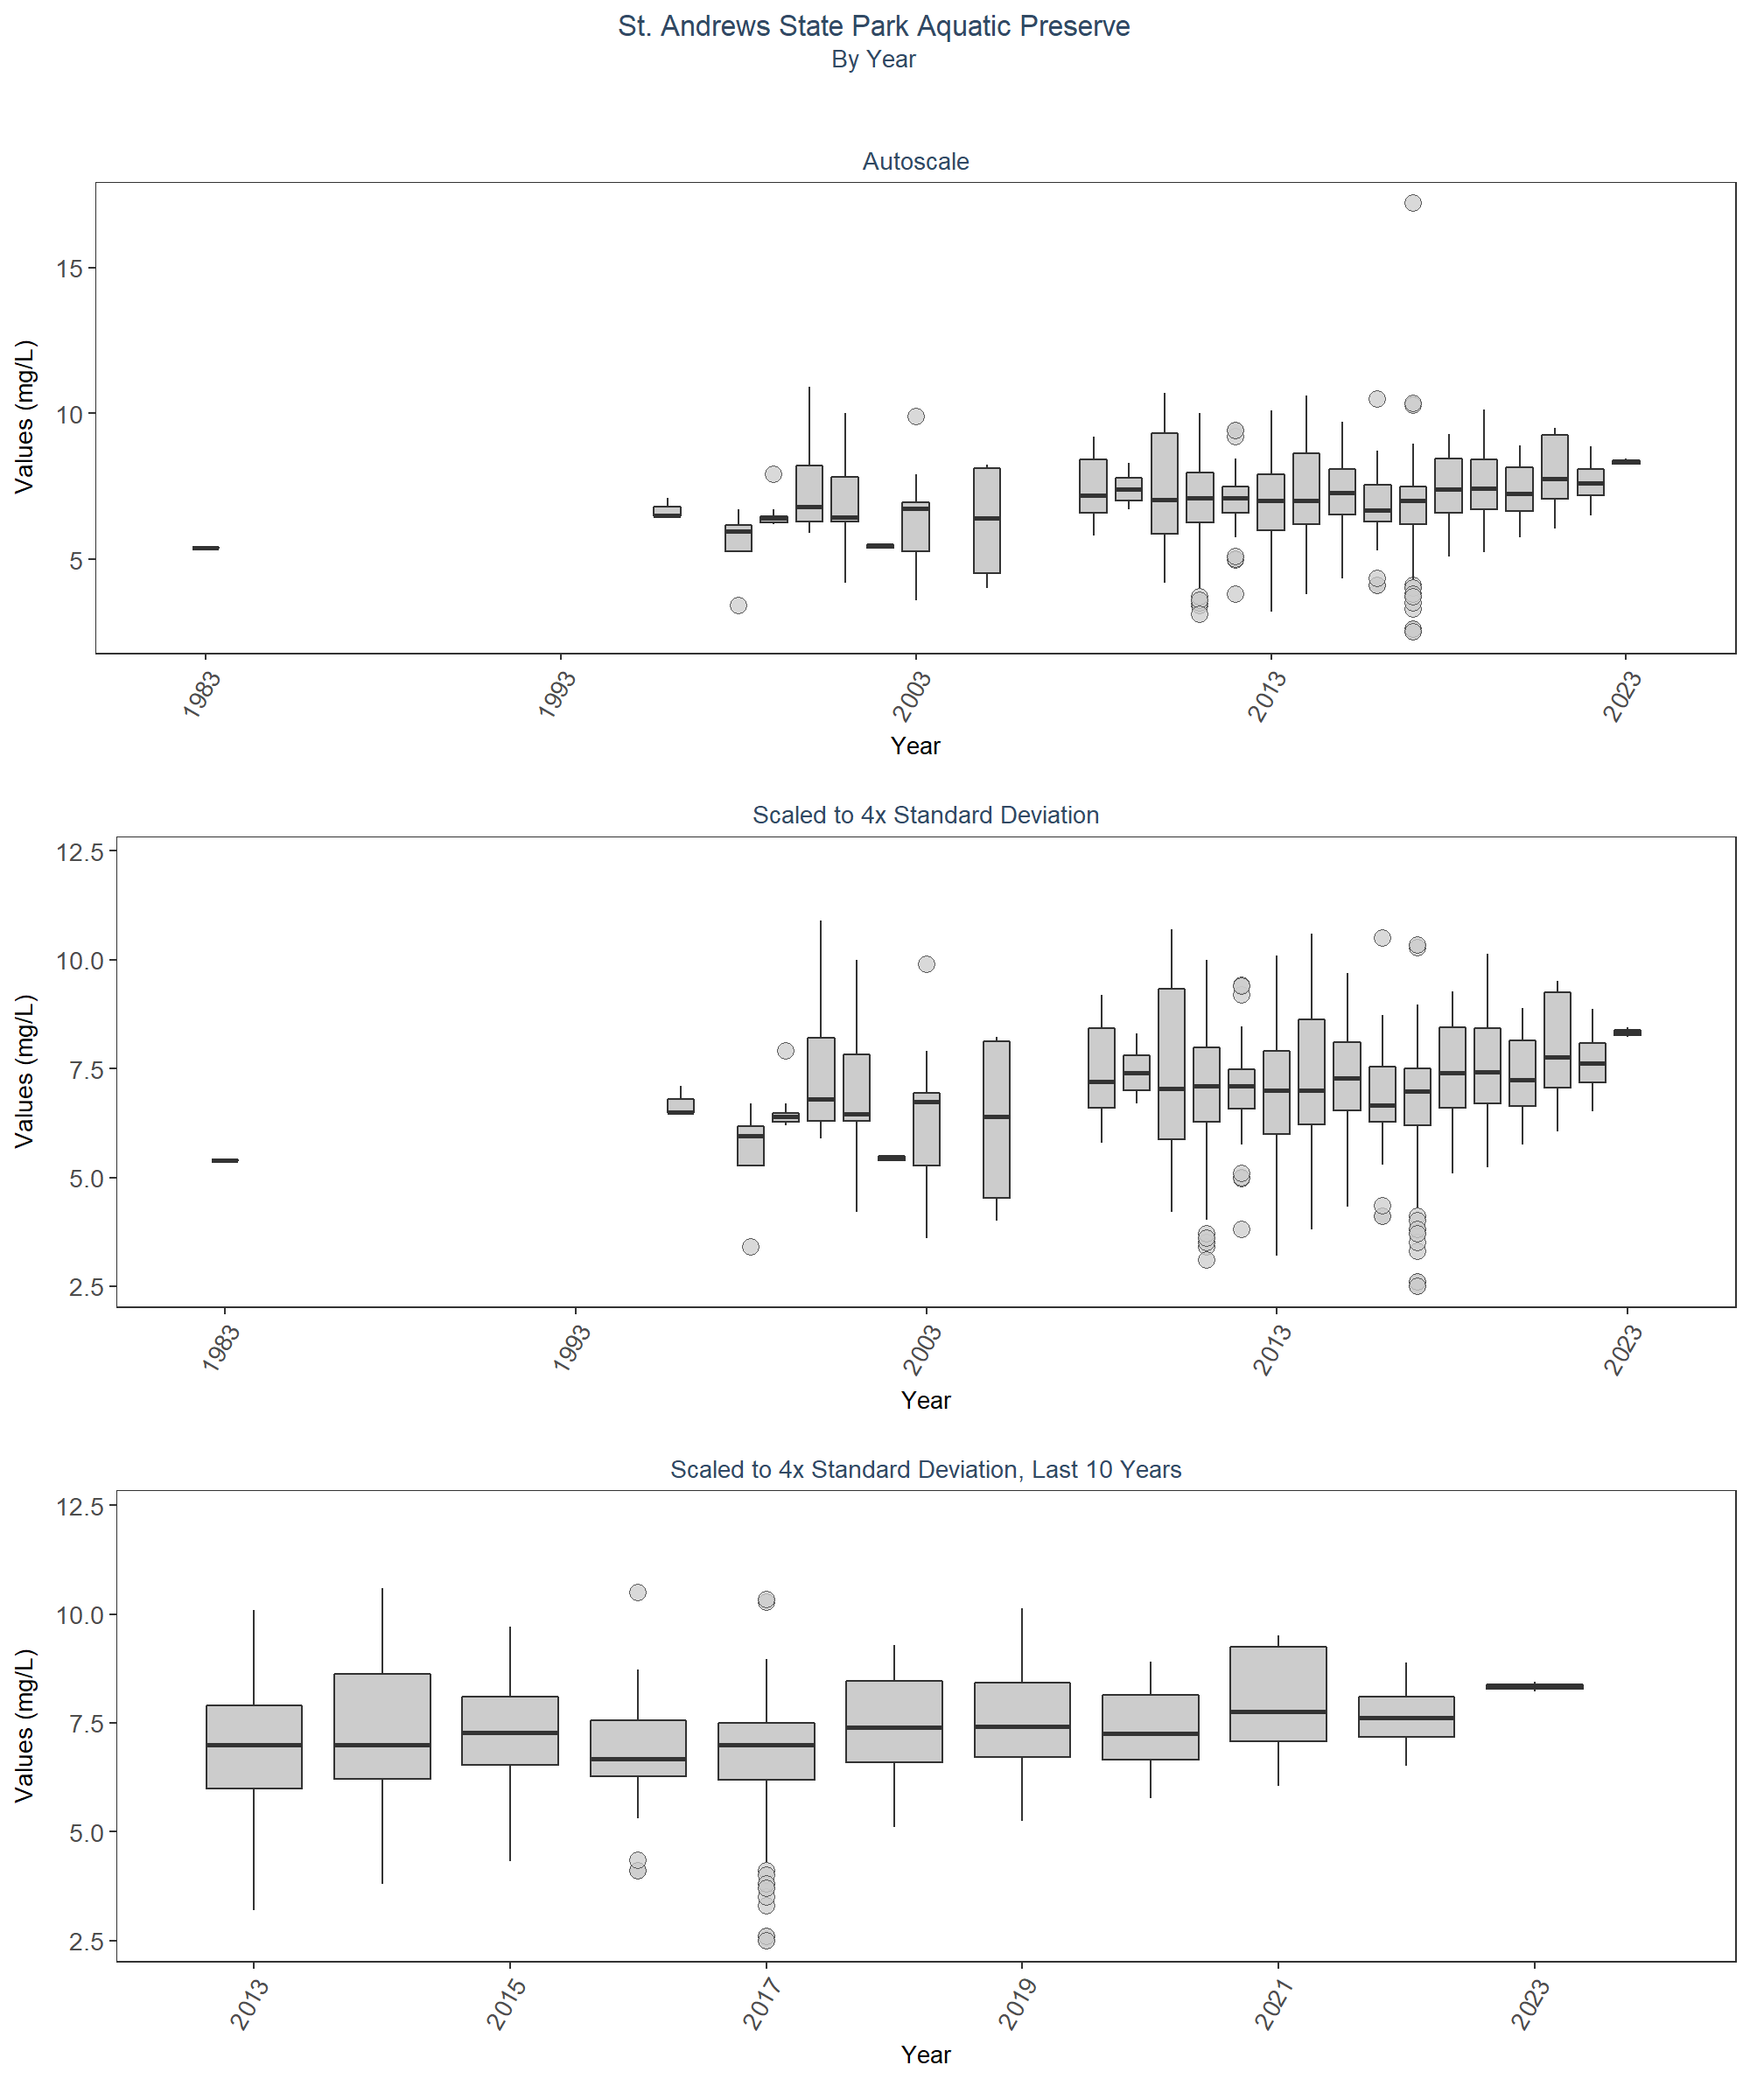 St. Andrews State Park Aquatic Preserve
By Year
Autoscale
Values (mg/L)
15
10
5
1983
1993
2003
2013
2023
Year
Scaled to 4x Standard Deviation
Values (mg/L)
12.5
10.0
7.5
5.0
2.5
1983
1993
2003
2013
2023
Year
Scaled to 4x Standard Deviation, Last 10 Years
Values (mg/L)
12.5
10.0
7.5
5.0
2.5
2013
2015
2017
2019
2021
2023
Year